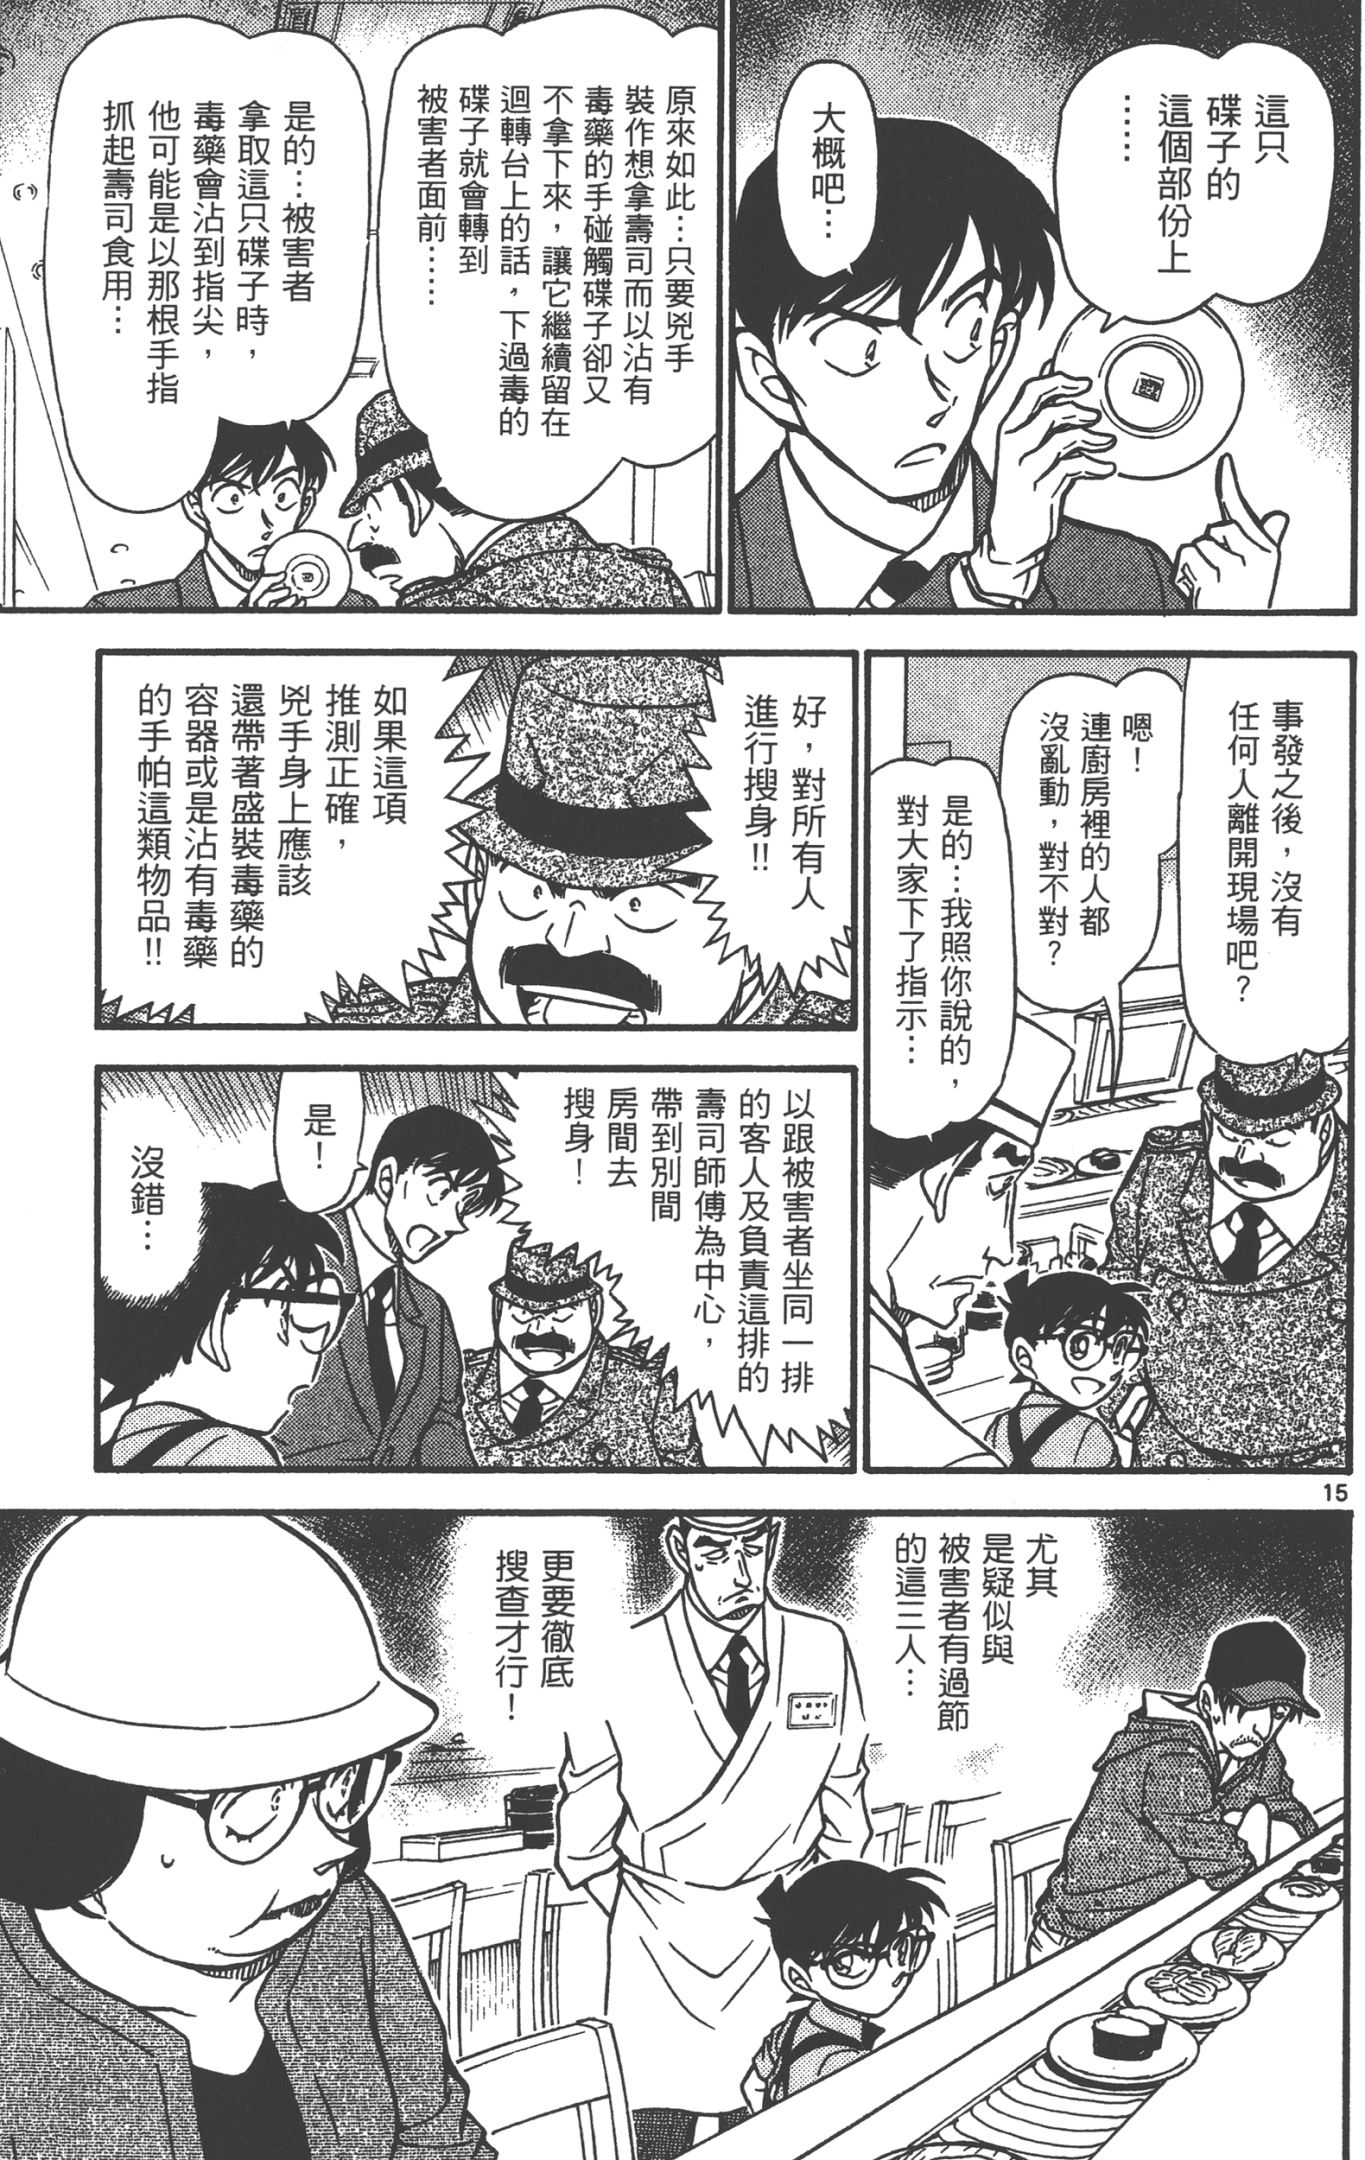 這只
碟子的
這個部份上
……
大概吧…
原來如此…只要兇手
裝作想拿壽司而以沾有
毒藥的手碰觸碟子卻又
不拿下來，讓它繼續留在
迴轉台上的話，下過毒的
碟子就會轉到
被害者面前……
是的…被害者
拿取這只碟子時，
毒藥會沾到指尖，
他可能是以那根手指
抓起壽司食用…
事發之後，沒有
任何人離開現場吧？
嗯！
連廚房裡的人都
沒亂動，對不對？
是的…我照你說的，
對大家下了指示…
好，對所有人
進行搜身!!
如果這項
推測正確，
兇手身上應該
還帶著盛裝毒藥的
容器或是沾有毒藥
的手帕這類物品!!
以跟被害者坐同一排
的客人及負責這排的
壽司師傅為中心，
帶到別間
房間去
搜身！
是！
沒錯…
15
尤其
是疑似與
被害者有過節
的這三人…
更要徹底
搜查才行！